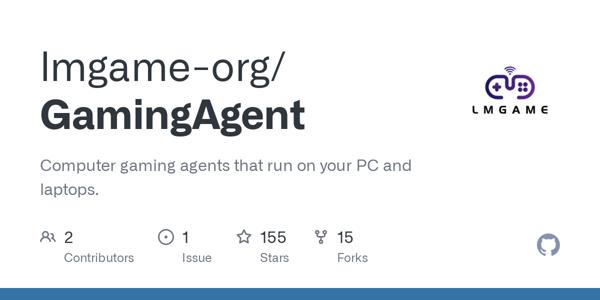 lmgame-org/
GamingAgent
LMGAME
Computer gaming agents that run on your PC and
laptops.
2
Contributors
1
Issue
155
Stars
15
Forks